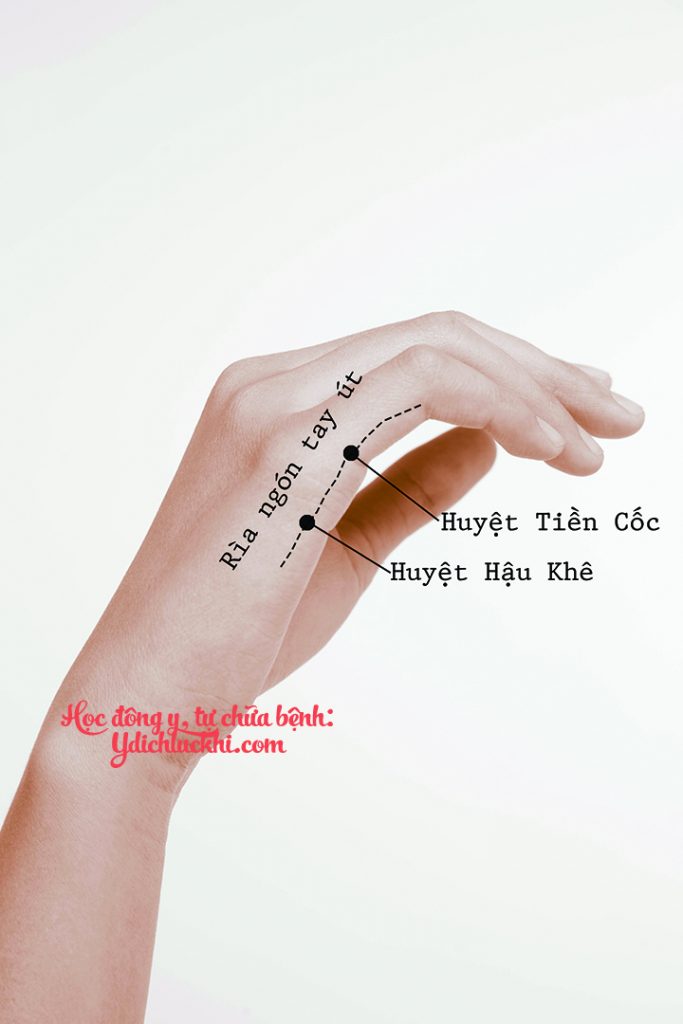 Rìa ngón tay út
Huyệt Tiền Cốc
Huyệt Hậu Khê
Học đông y, tự chữa bệnh:
Ydichluckhi.com